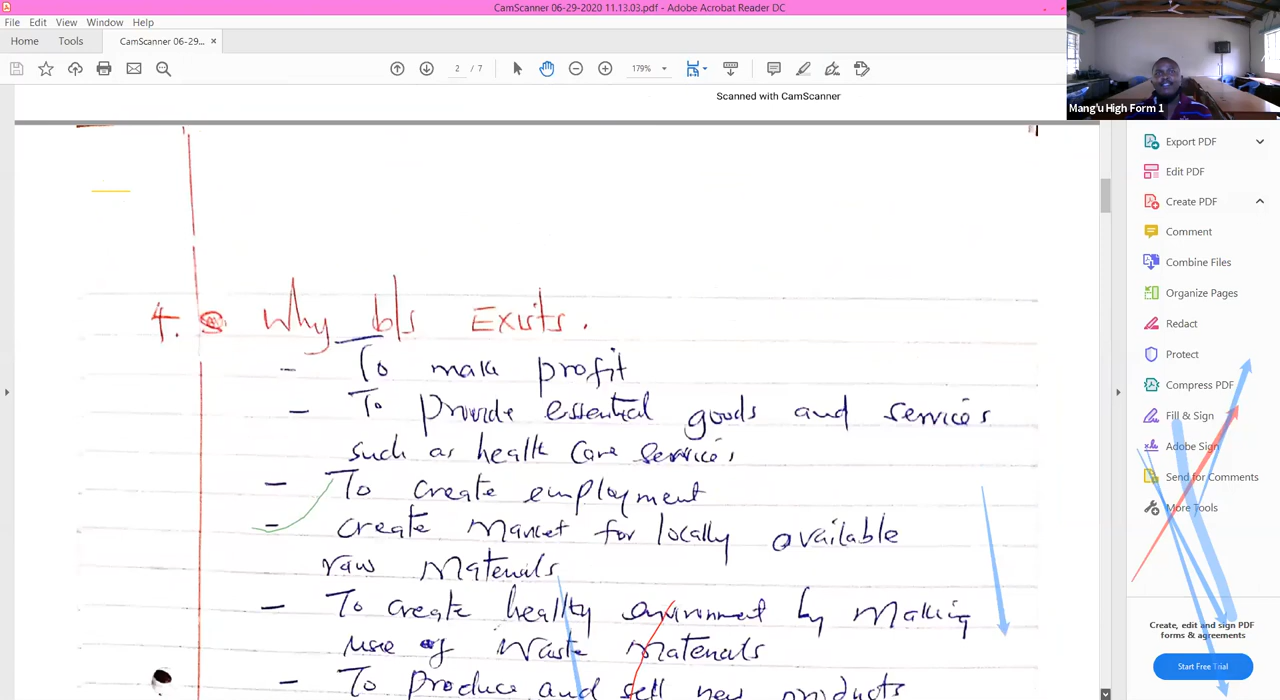 CamScanner 06-29-2020 11.13.03.pdf - Adobe Acrobat Reader DC
File Edit View Window Help
Home Tools CamScanner 06-29... ×
2 / 7 179%
Scanned with CamScanner
Mang'u High Form 1
Export PDF
Edit PDF
Create PDF
Comment
Combine Files
Organize Pages
Redact
Protect
Compress PDF
Fill & Sign
Adobe Sign
Send for Comments
More Tools
Create, edit and sign PDF
forms & agreements
Start Free Trial
4. Why b/s Exists.
- To make profit
- To provide essential goods and services
such as health care services
- To create employment
- create market for locally available
raw materials
- To create healthy environment by making
use of waste materials
- To produce and sell new products